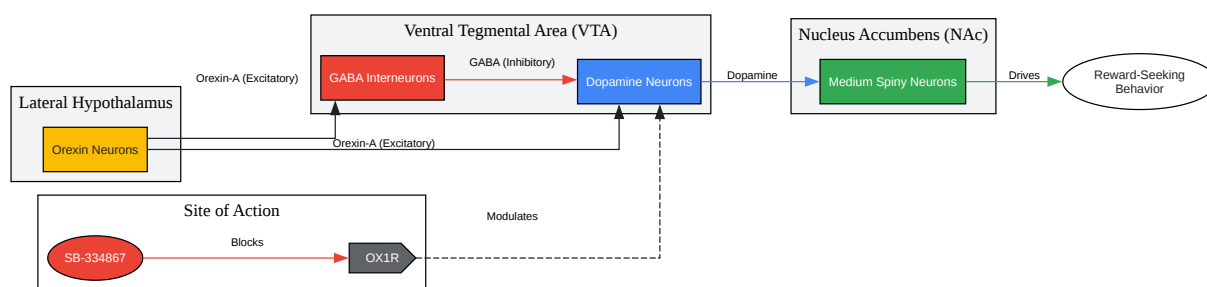 Ventral Tegmental Area (VTA)
Nucleus Accumbens (NAc)
GABA (Inhibitory)
Orexin-A (Excitatory)
GABA Interneurons
Dopamine Neurons
Dopamine
Medium Spiny Neurons
Drives
Reward-Seeking
Behavior
Lateral Hypothalamus
Orexin Neurons
Orexin-A (Excitatory)
Site of Action
Modulates
Blocks
SB-334867
OX1R